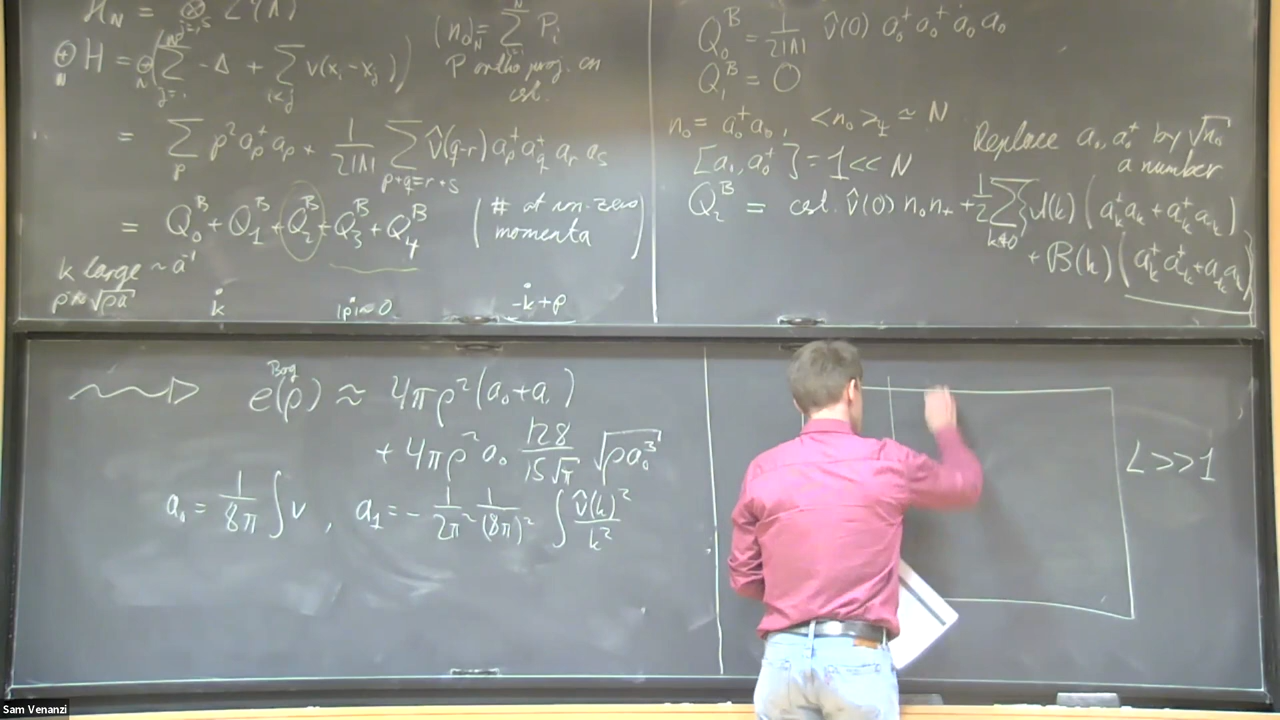 H_N = ⊗ L²(Λ)
j=1,s
⊕_N H = ⊕_N ( Σ_{j=1}^N -Δ + Σ_{i<j} v(x_i-x_j) )
(n_0)_N = Σ_{i=1}^N P_i
P ortho proj. on
cst.
= Σ_p p² a_p^+ a_p + 1/(2|Λ|) Σ_{p+q=r+s} v̂(q-r) a_p^+ a_q^+ a_r a_s
= Q_0^B + Q_1^B + Q_2^B + Q_3^B + Q_4^B
( # at non-zero
momenta )
k large ~ a^{-1}
p ~ √(ρa)
k
|p| ~ 0
-k+p
Q_0^B = 1/(2|Λ|) v̂(0) a_0^+ a_0^+ a_0 a_0
Q_1^B = 0
n_0 = a_0^+ a_0, <n_0>_ψ ≃ N
[a_0, a_0^+] = 1 << N
Replace a_0, a_0^+ by √n_0
a number
Q_2^B = cst. v̂(0) n_0 n_+ + 1/2 Σ_{k≠0} A(k) ( a_k^+ a_k + a_{-k}^+ a_{-k} )
+ B(k) ( a_k^+ a_{-k}^+ + a_k a_{-k} )
e^{Bog}(ρ) ≈ 4πρ²(a_0+a_1)
+ 4πρ² a_0 128/(15√π) √(ρa_0³)
a_0 = 1/(8π) ∫v , a_1 = - 1/(2π²) 1/(8π)² ∫ v̂(k)²/k²
L>>1
Sam Venanzi